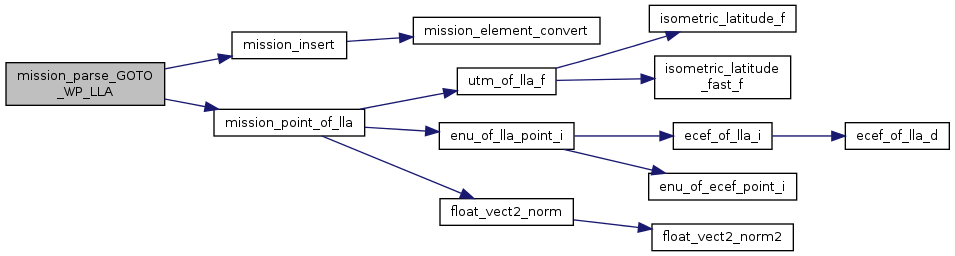 mission_parse_GOTO
_WP_LLA
mission_insert
mission_element_convert
mission_point_of_lla
utm_of_lla_f
isometric_latitude_f
isometric_latitude
_fast_f
enu_of_lla_point_i
ecef_of_lla_i
ecef_of_lla_d
enu_of_ecef_point_i
float_vect2_norm
float_vect2_norm2